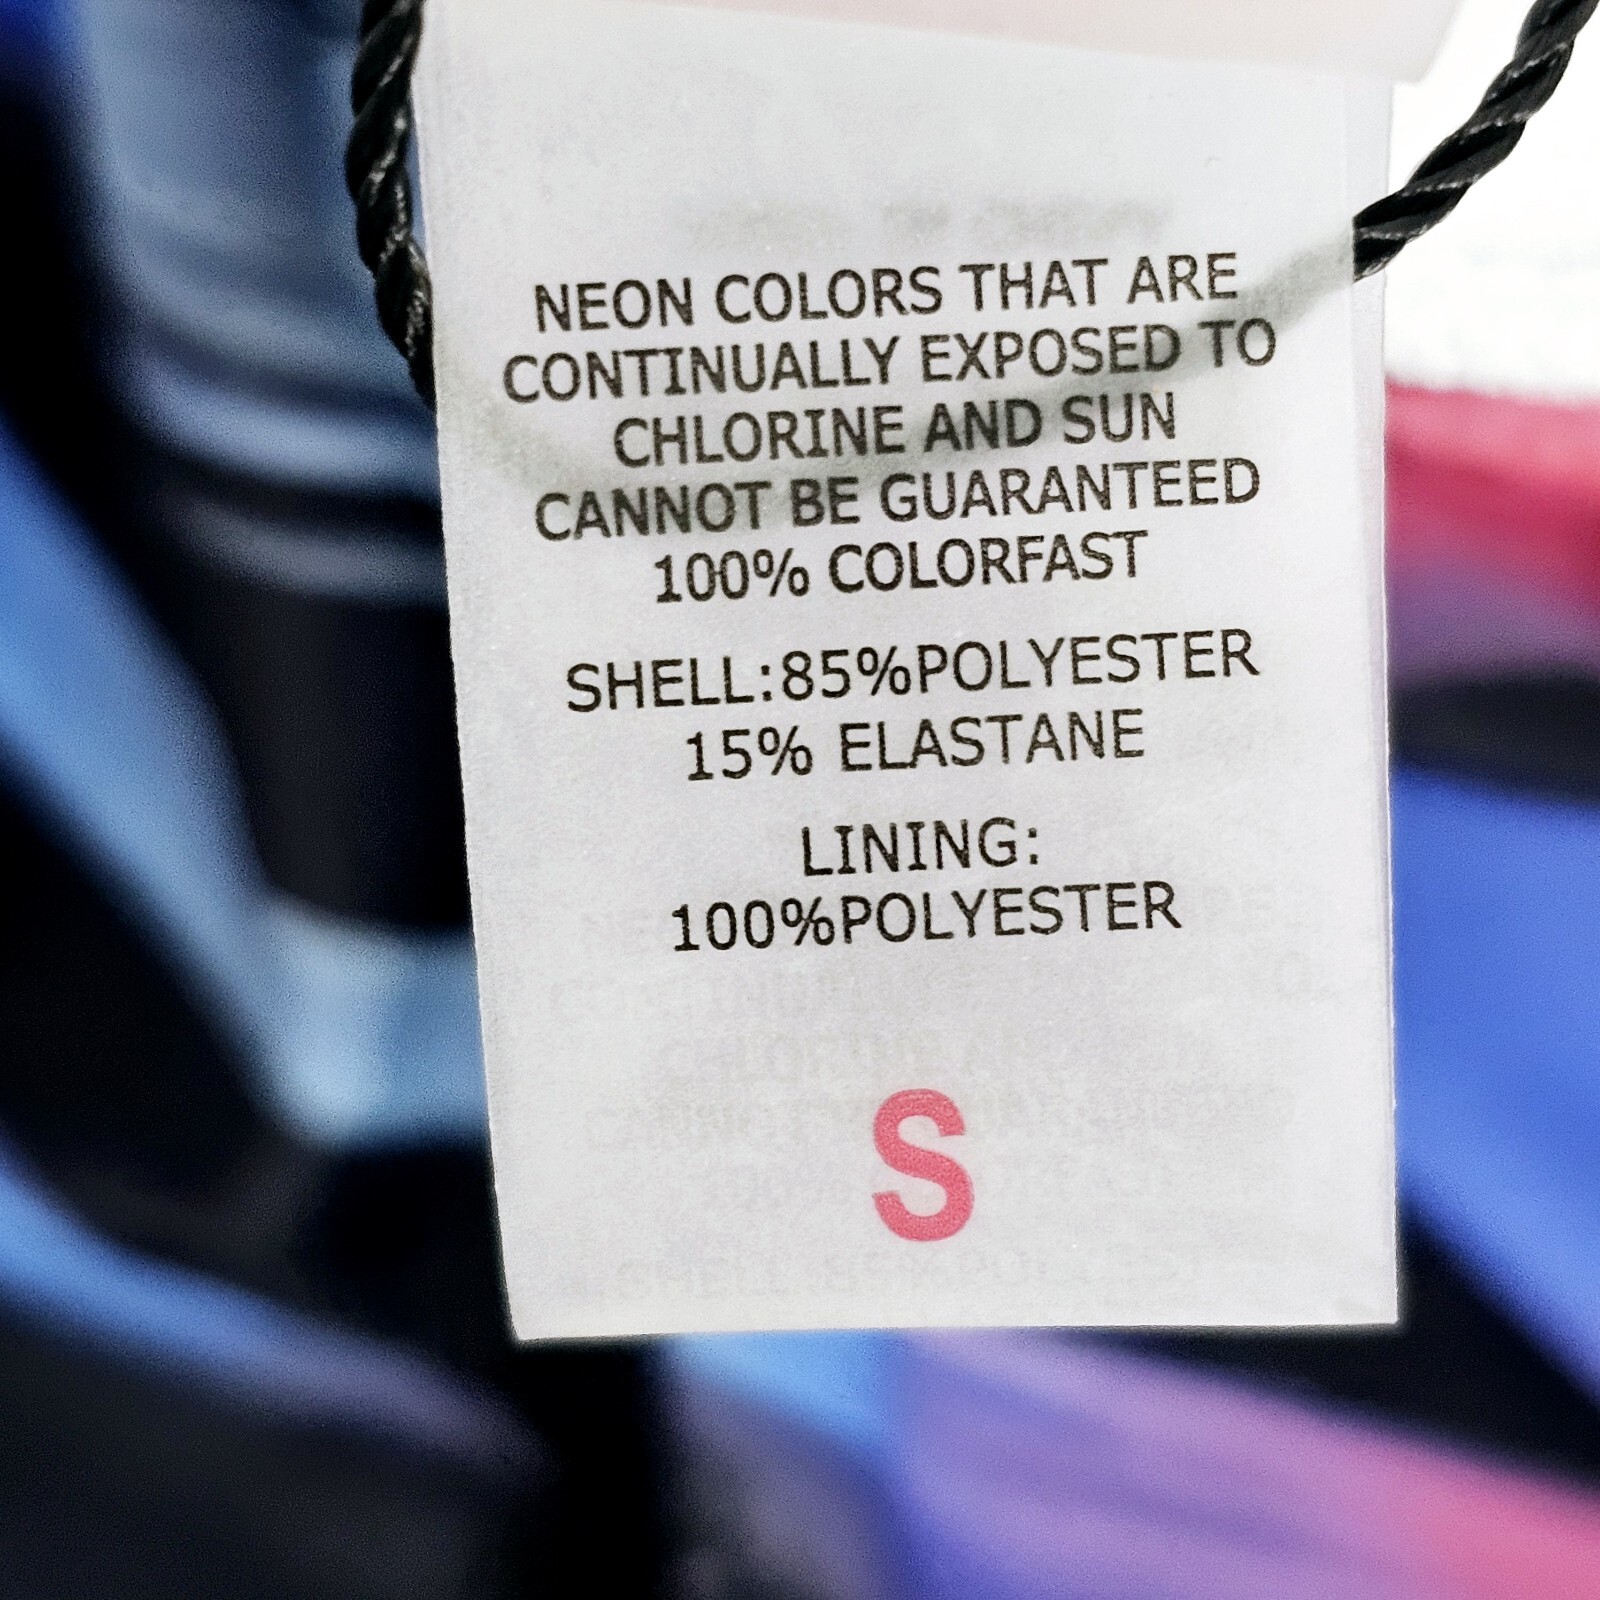 NEON COLORS THAT ARE
CONTINUALLY EXPOSED TO
CHLORINE AND SUN
CANNOT BE GUARANTEED
100% COLORFAST
SHELL:85%POLYESTER
15% ELASTANE
LINING:
100%POLYESTER
S